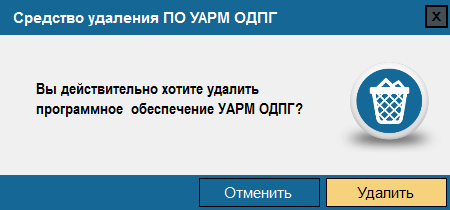 Средство удаления ПО УАРМ ОДПГ
X
Вы действительно хотите удалить
программное обеспечение УАРМ ОДПГ?
Отменить
Удалить